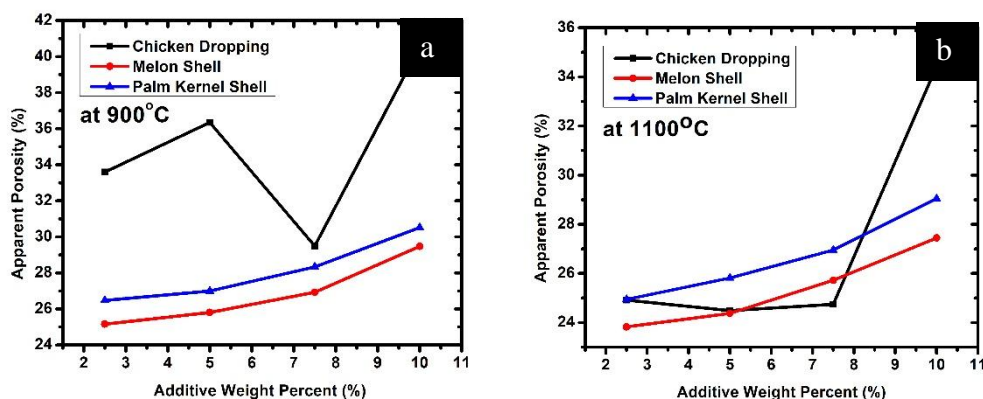 a
Chicken Dropping
Melon Shell
Palm Kernel Shell
at 900°C
Apparent Porosity (%)
42
40
38
36
34
32
30
28
26
24
2 3 4 5 6 7 8 9 10 11
Additive Weight Percent (%)
b
Chicken Dropping
Melon Shell
Palm Kernel Shell
at 1100°C
Apparent Porosity (%)
36
34
32
30
28
26
24
2 3 4 5 6 7 8 9 10 11
Additive Weight Percent (%)